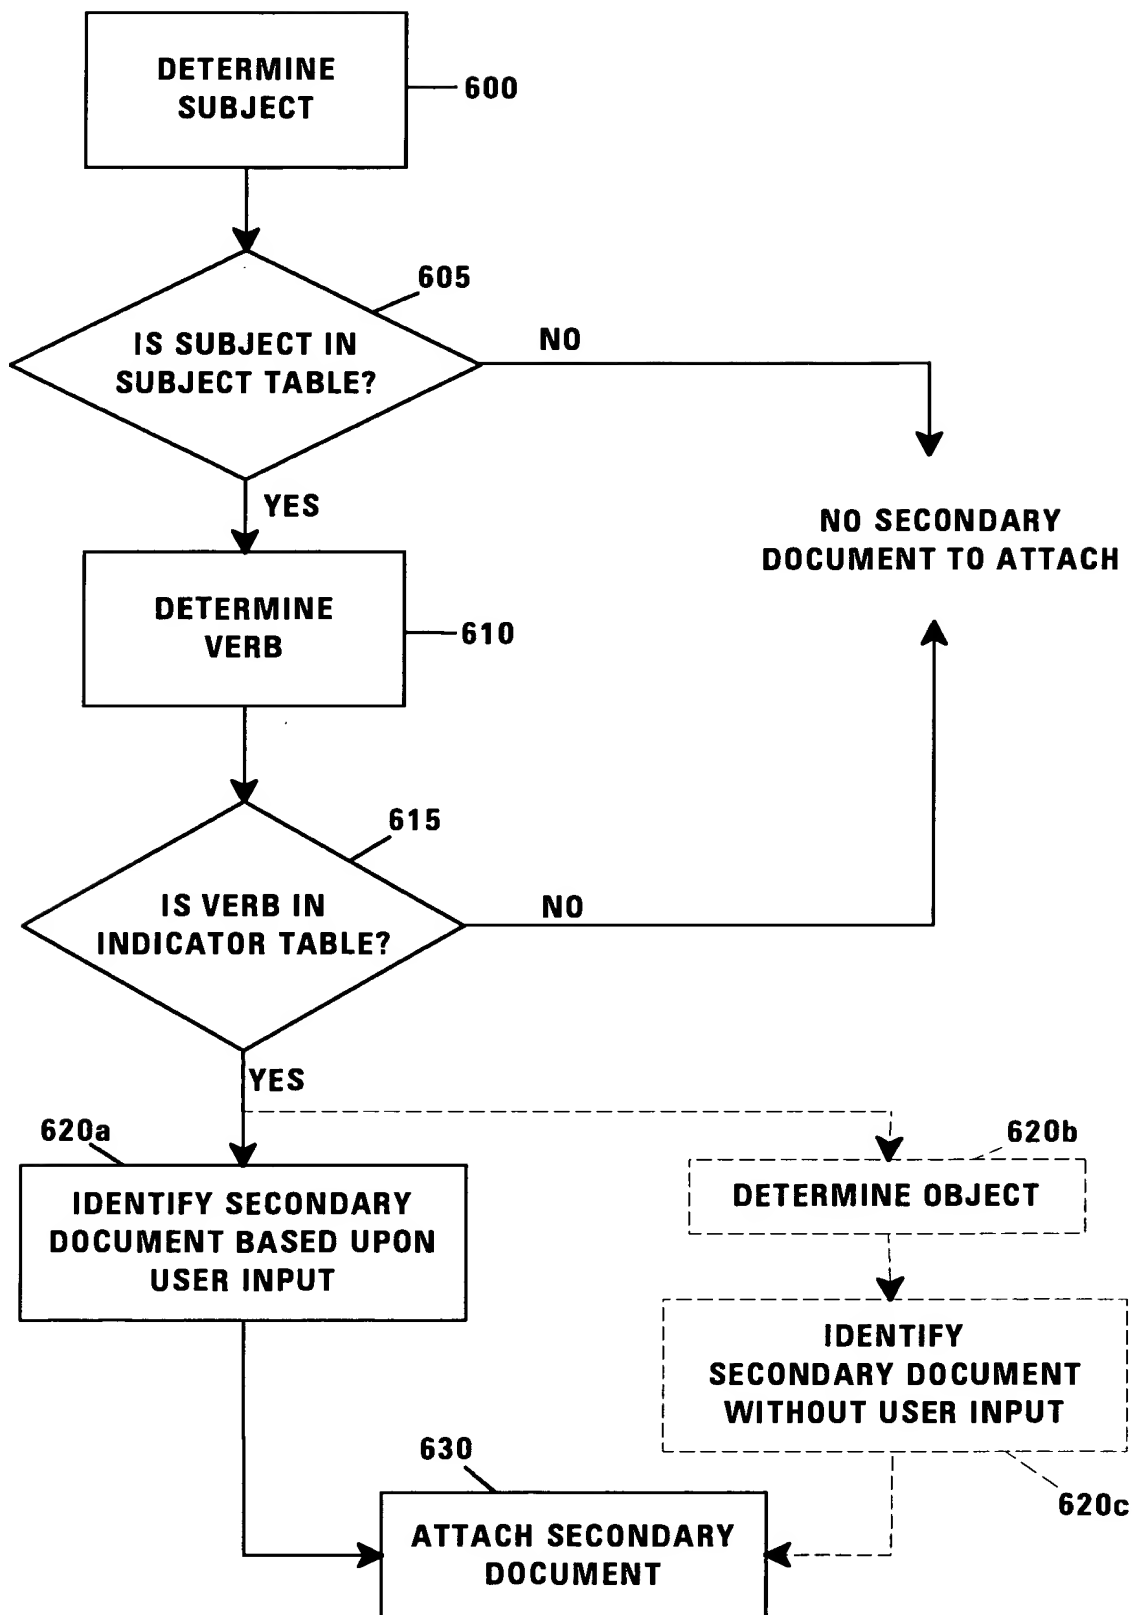 DETERMINE
SUBJECT
600
605
IS SUBJECT IN
SUBJECT TABLE?
NO
YES
NO SECONDARY
DOCUMENT TO ATTACH
DETERMINE
VERB
610
615
IS VERB IN
INDICATOR TABLE?
NO
YES
620a
IDENTIFY SECONDARY
DOCUMENT BASED UPON
USER INPUT
620b
DETERMINE OBJECT
IDENTIFY
SECONDARY DOCUMENT
WITHOUT USER INPUT
620c
630
ATTACH SECONDARY
DOCUMENT